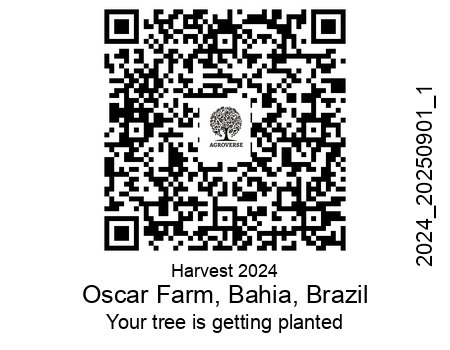 AGROVERSE
Harvest 2024
Oscar Farm, Bahia, Brazil
Your tree is getting planted
2024_20250901_1